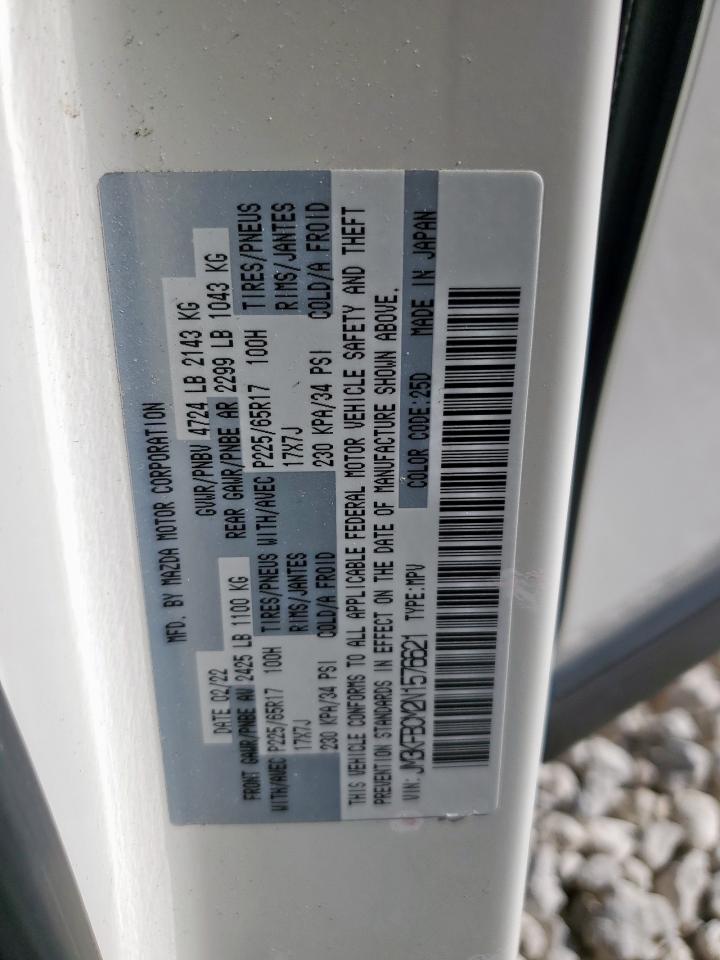 MFD. BY MAZDA MOTOR CORPORATION
DATE 02/22 GVWR/PNBV 4724 LB 2143 KG
FRONT GAWR/PNBE AV 2425 LB 1100 KG REAR GAWR/PNBE AR 2299 LB 1043 KG
WITH/AVEC P225/65R17 100H TIRES/PNEUS WITH/AVEC P225/65R17 100H TIRES/PNEUS
17X7J RIMS/JANTES 17X7J RIMS/JANTES
230 KPA/34 PSI COLD/A FROID 230 KPA/34 PSI COLD/A FROID
THIS VEHICLE CONFORMS TO ALL APPLICABLE FEDERAL MOTOR VEHICLE SAFETY AND THEFT
PREVENTION STANDARDS IN EFFECT ON THE DATE OF MANUFACTURE SHOWN ABOVE.
VIN: JM3KFBCM2N1576621 TYPE:MPV COLOR CODE:25D MADE IN JAPAN